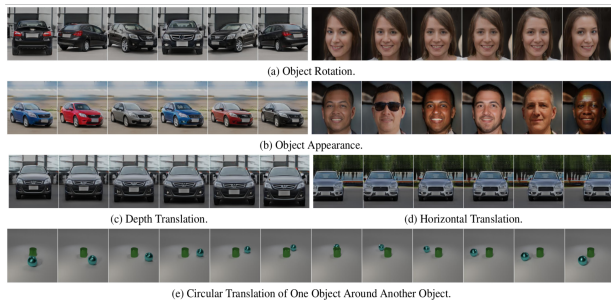 (a) Object Rotation.
(b) Object Appearance.
(c) Depth Translation.
(d) Horizontal Translation.
(e) Circular Translation of One Object Around Another Object.